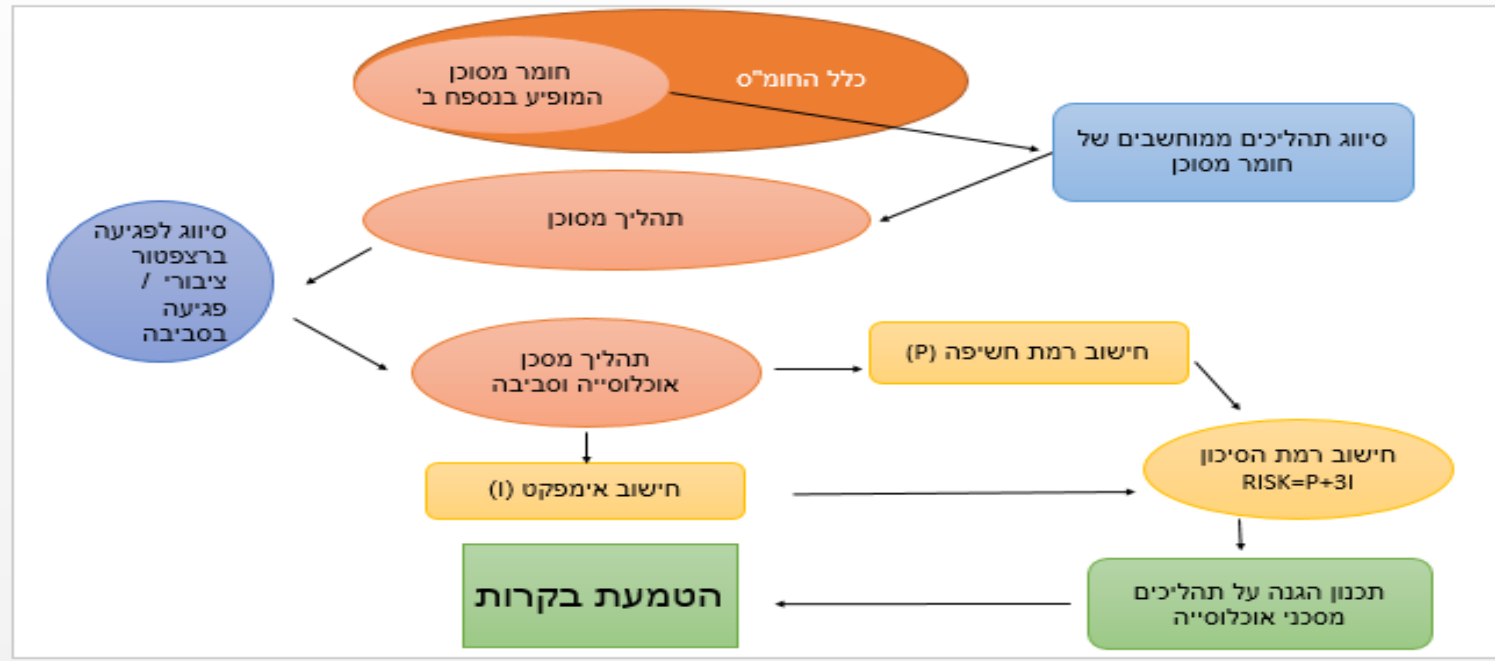 כלל החומ"ס
חומר מסוכן
המופיע בנספח ב'
סיווג תהליכים ממוחשבים של
חומר מסוכן
תהליך מסוכן
סיווג לפגיעה
ברצפטור
ציבורי /
פגיעה
בסביבה
תהליך מסכן
אוכלוסייה וסביבה
חישוב רמת חשיפה (P)
חישוב אימפקט (I)
חישוב רמת הסיכון
RISK=P+3I
תכנון הגנה על תהליכים
מסכני אוכלוסייה
הטמעת בקרות